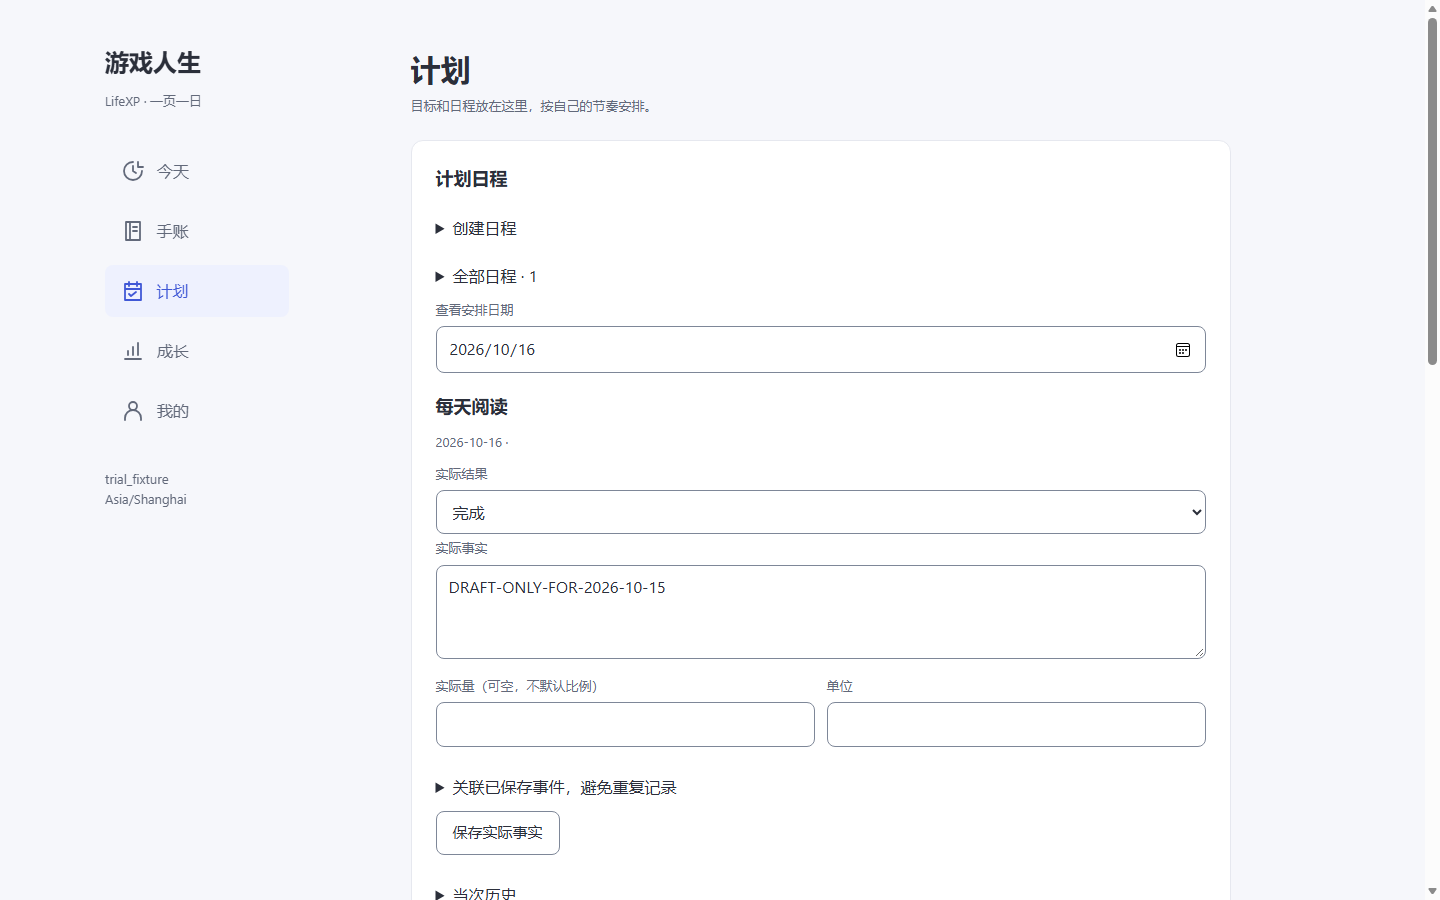 游戏人生
LifeXP · 一页一日
今天
手账
计划
成长
我的
trial_fixture
Asia/Shanghai
计划
目标和日程放在这里，按自己的节奏安排。
计划日程
创建日程
全部日程 · 1
查看安排日期
2026/10/16
每天阅读
2026-10-16 ·
实际结果
完成
实际事实
DRAFT-ONLY-FOR-2026-10-15
实际量（可空，不默认比例）
单位
关联已保存事件，避免重复记录
保存实际事实
当次历史